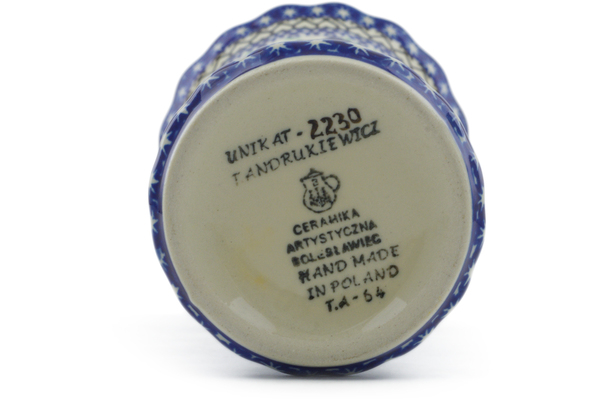 UNIKAT - 2230
T.ANDRUKIEWICZ
CERAMIKA
ARTYSTYCZNA
BOLESŁAWIEC
HAND MADE
IN POLAND
T.A - 64